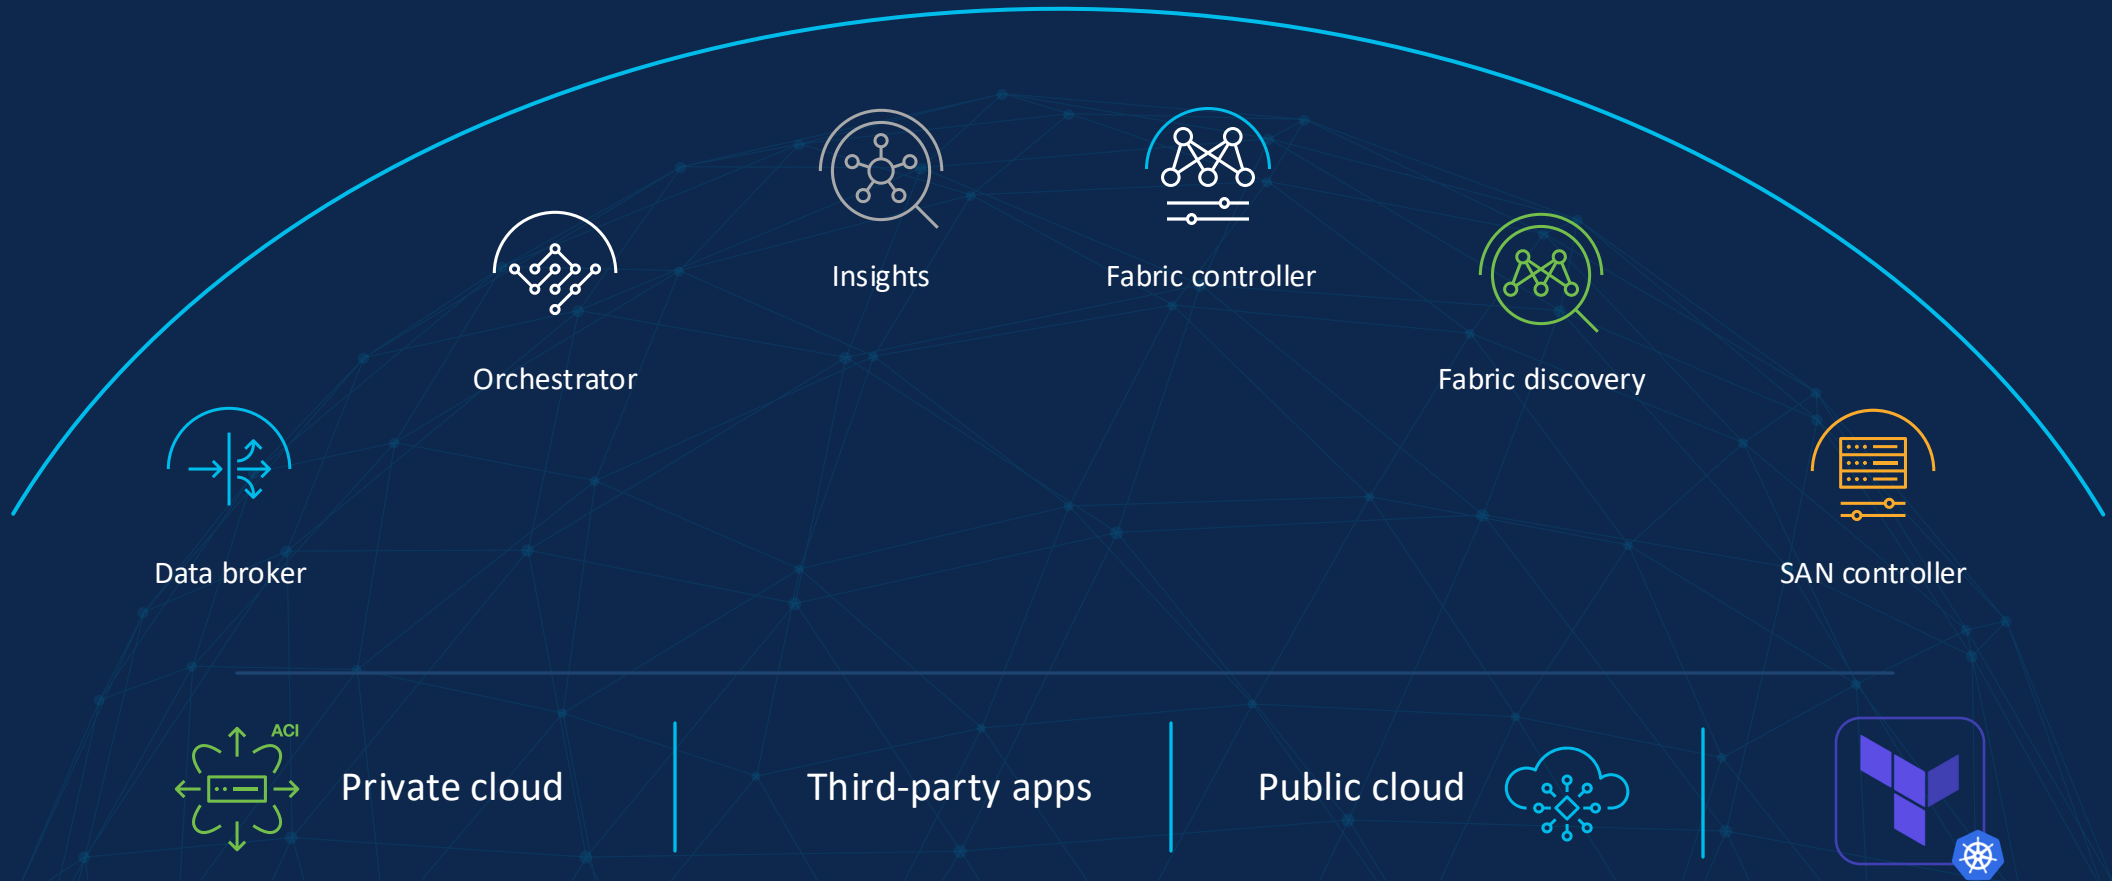 Insights
Fabric controller
Orchestrator
Fabric discovery
Data broker
SAN controller
ACI
Private cloud
Third-party apps
Public cloud